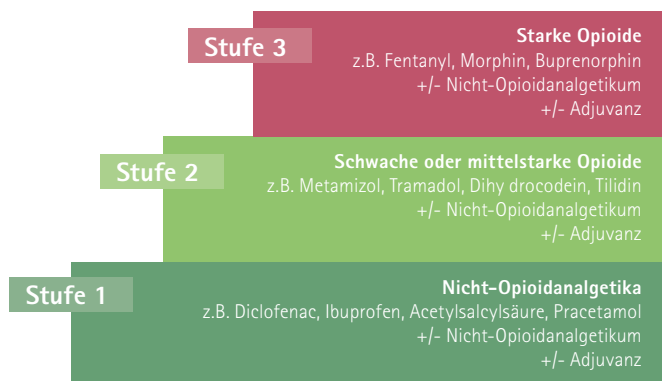 Stufe 3
Starke Opioide
z.B. Fentanyl, Morphin, Buprenorphin
+/- Nicht-Opioidanalgetikum
+/- Adjuvanz
Stufe 2
Schwache oder mittelstarke Opioide
z.B. Metamizol, Tramadol, Dihy drocodein, Tilidin
+/- Nicht-Opioidanalgetikum
+/- Adjuvanz
Stufe 1
Nicht-Opioidanalgetika
z.B. Diclofenac, Ibuprofen, Acetylsalcylsäure, Pracetamol
+/- Nicht-Opioidanalgetikum
+/- Adjuvanz